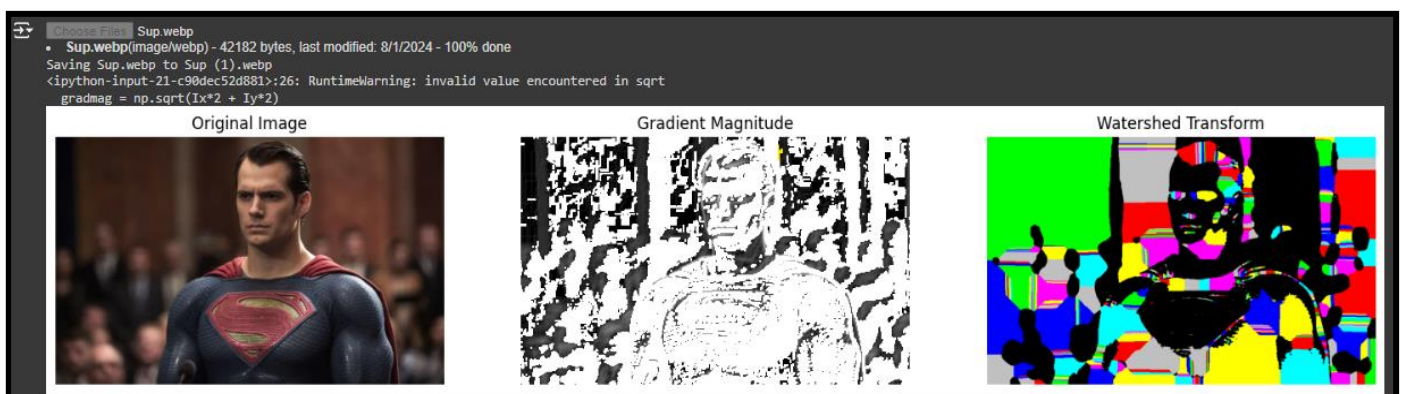 Choose Files Sup.webp
• Sup.webp(image/webp) - 42182 bytes, last modified: 8/1/2024 - 100% done
Saving Sup.webp to Sup (1).webp
<ipython-input-21-c90dec52d881>:26: RuntimeWarning: invalid value encountered in sqrt
gradmag = np.sqrt(Ix*2 + Iy*2)
Original Image Gradient Magnitude Watershed Transform